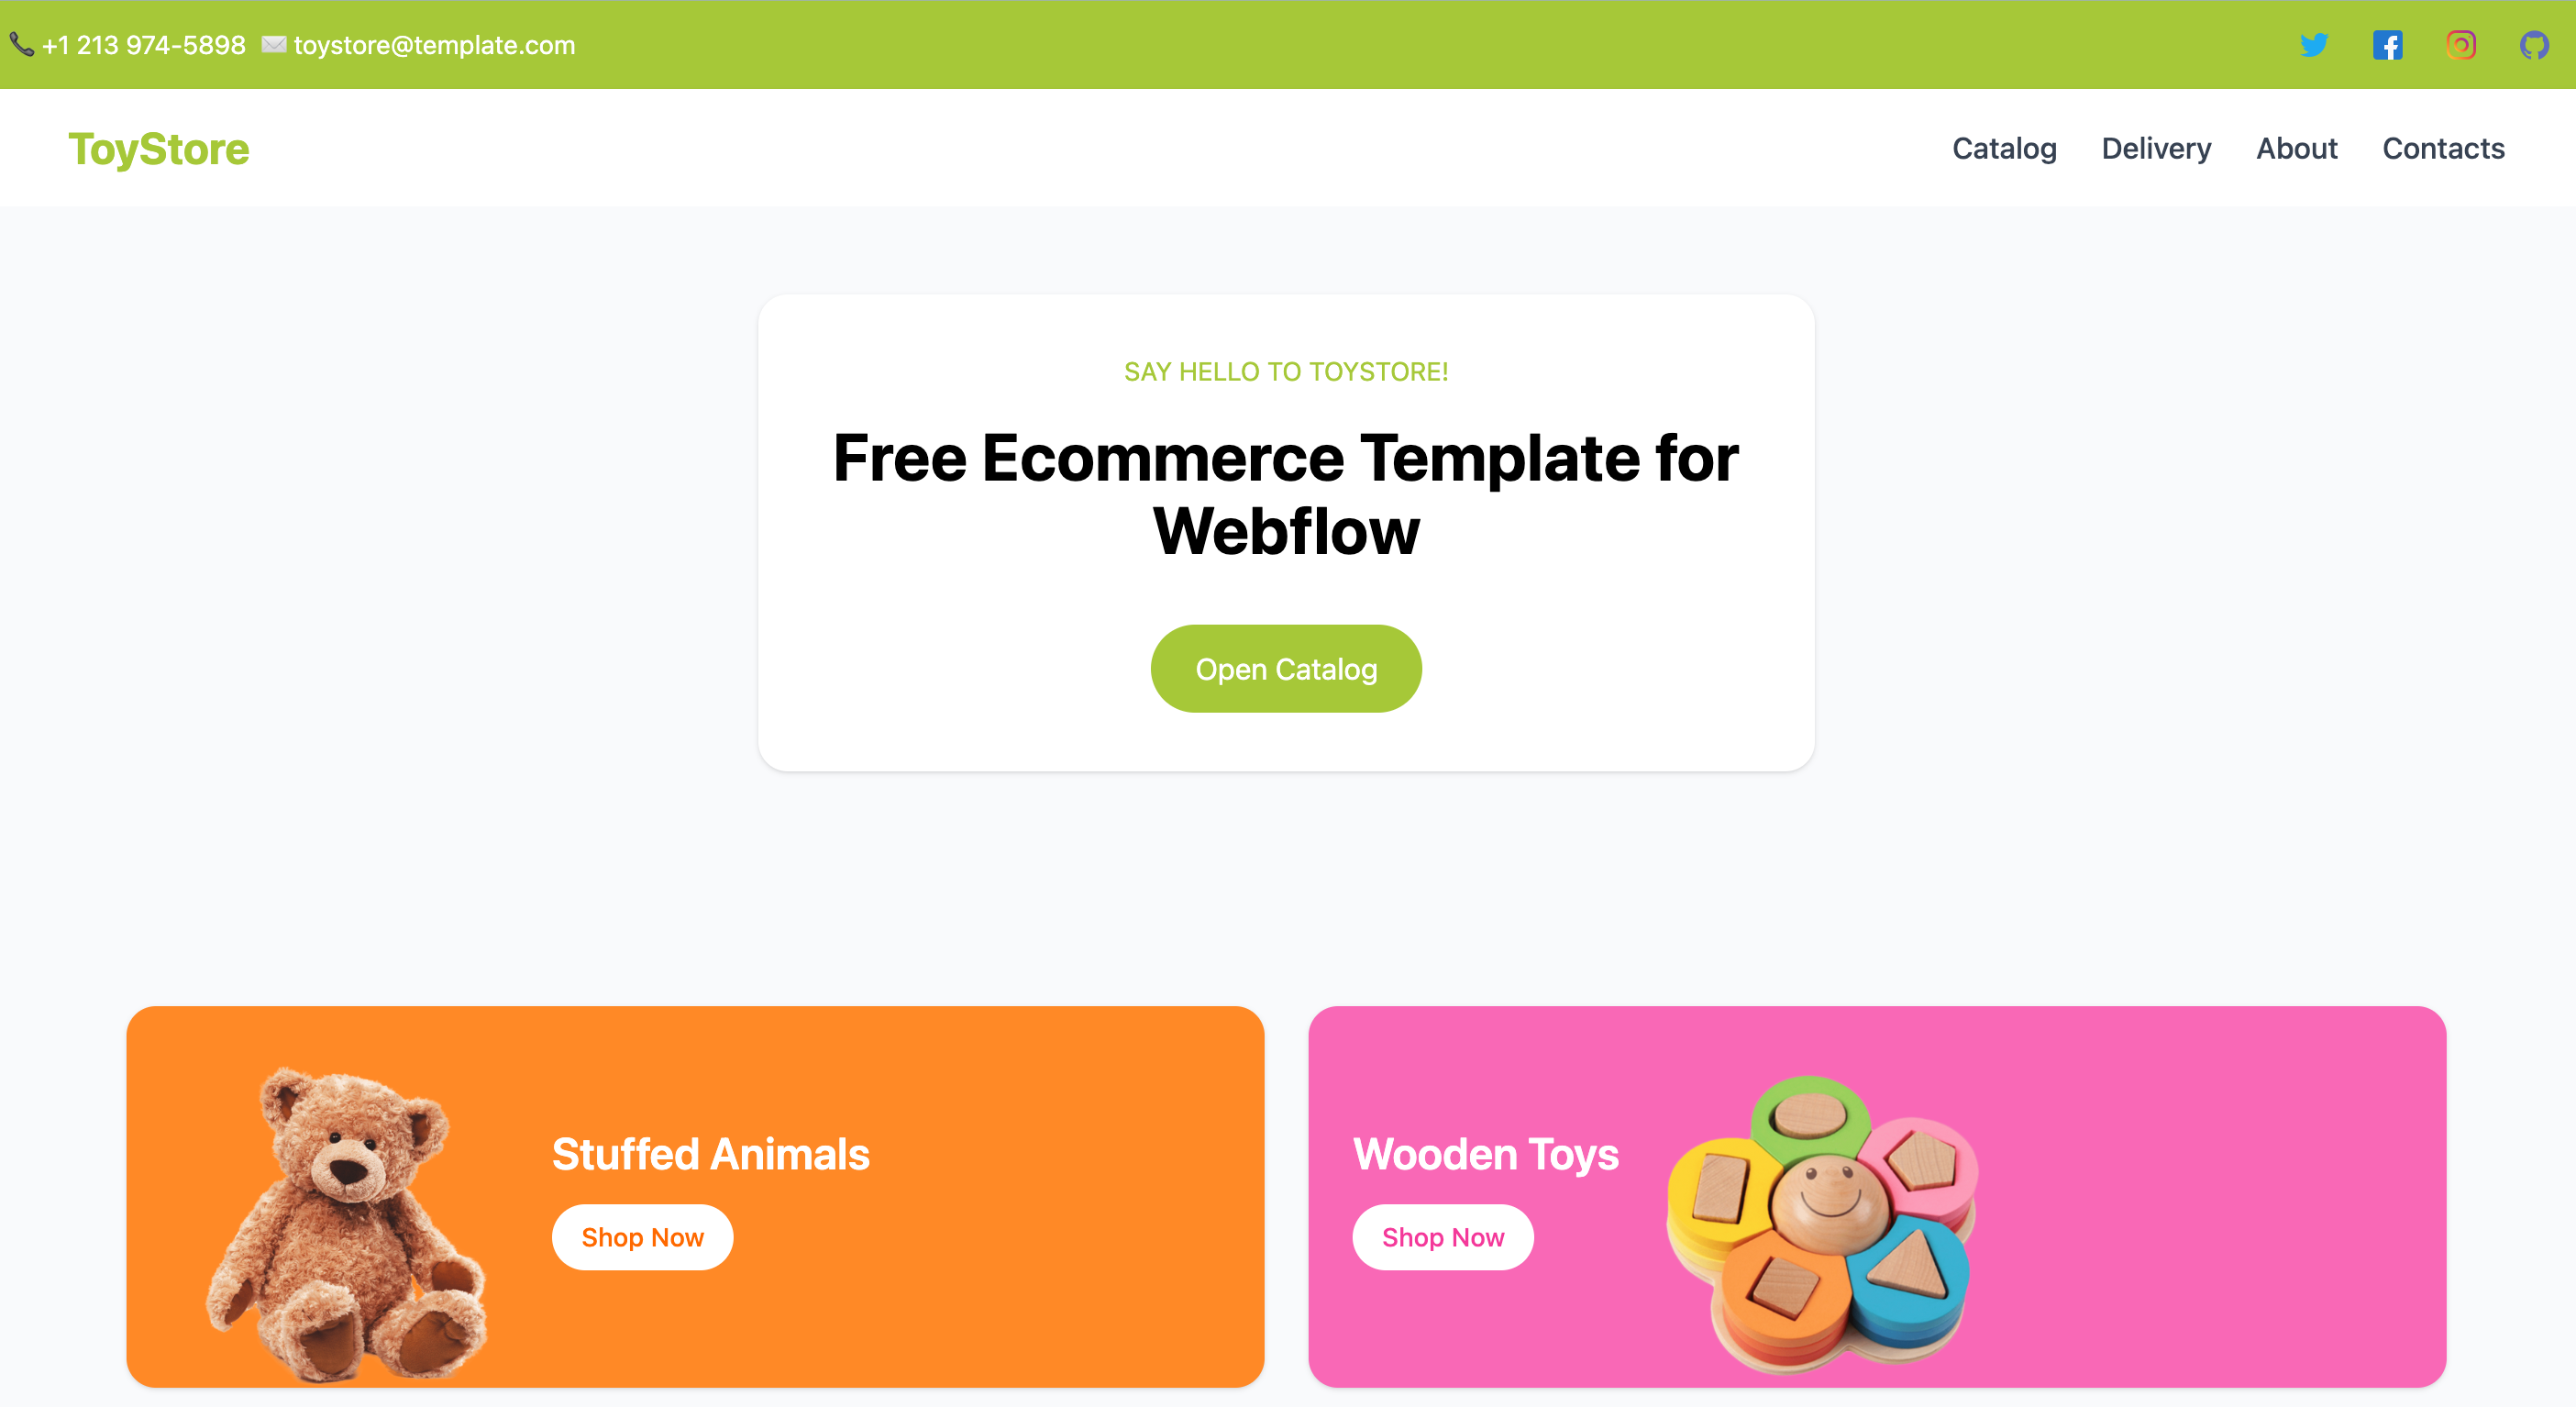 +1 213 974-5898 toystore@template.com
ToyStore
Catalog Delivery About Contacts
SAY HELLO TO TOYSTORE!
Free Ecommerce Template for
Webflow
Open Catalog
Stuffed Animals
Shop Now
Wooden Toys
Shop Now